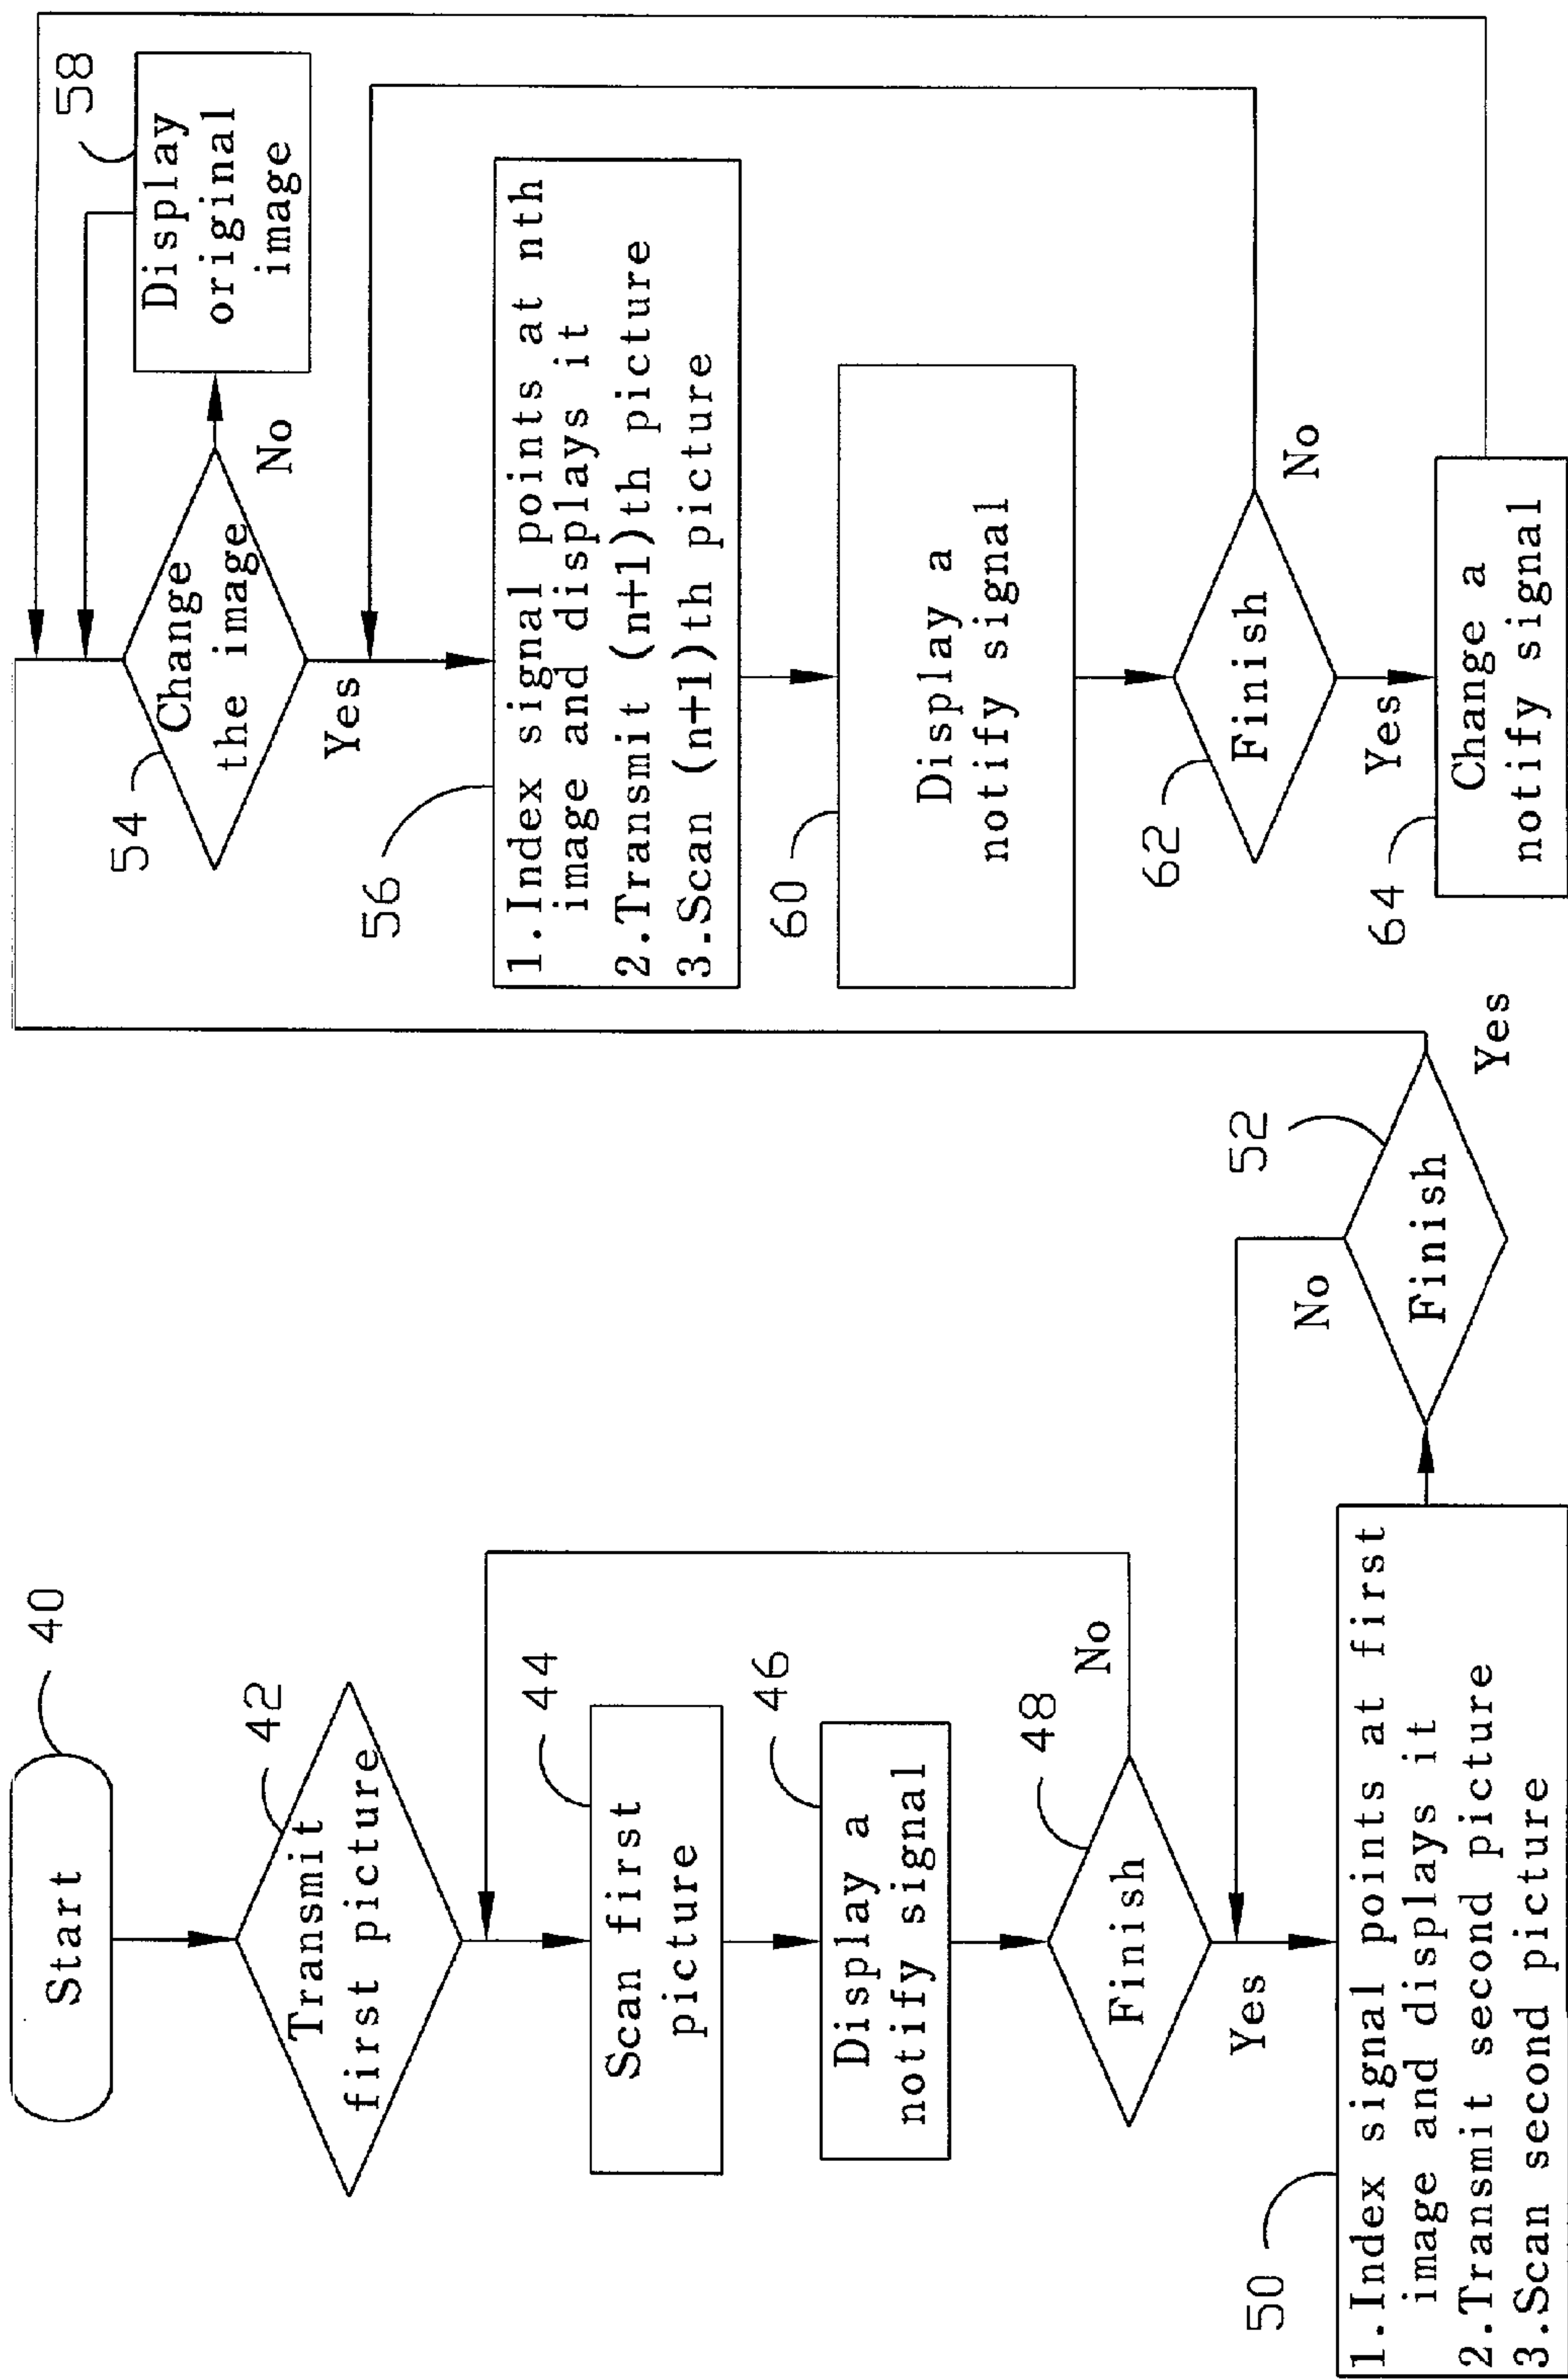 Start
40
Transmit
first picture
42
Scan first
picture
44
Display a
notify signal
46
Finish
48
No
Yes
50
1.Index signal points at first
image and displays it
2.Transmit second picture
3.Scan second picture
Finish
52
No
Yes
Change
the image
54
No
Yes
Display
original
image
58
56
1.Index signal points at nth
image and displays it
2.Transmit (n+1)th picture
3.Scan (n+1)th picture
60
Display a
notify signal
62
Finish
No
Yes
64
Change a
notify signal